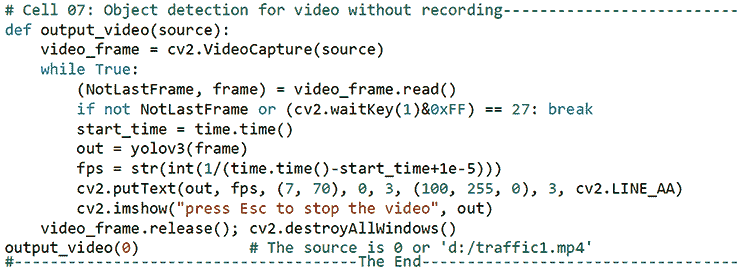 # Cell 07: Object detection for video without recording--------------------------
def output_video(source):
    video_frame = cv2.VideoCapture(source)
    while True:
        (NotLastFrame, frame) = video_frame.read()
        if not NotLastFrame or (cv2.waitKey(1)&0xFF) == 27: break
        start_time = time.time()
        out = yolov3(frame)
        fps = str(int(1/(time.time()-start_time+1e-5)))
        cv2.putText(out, fps, (7, 70), 0, 3, (100, 255, 0), 3, cv2.LINE_AA)
        cv2.imshow("press Esc to stop the video", out)
    video_frame.release(); cv2.destroyAllWindows()
output_video(0)            # The source is 0 or 'd:/traffic1.mp4'
#--------------------------------------The End-----------------------------------